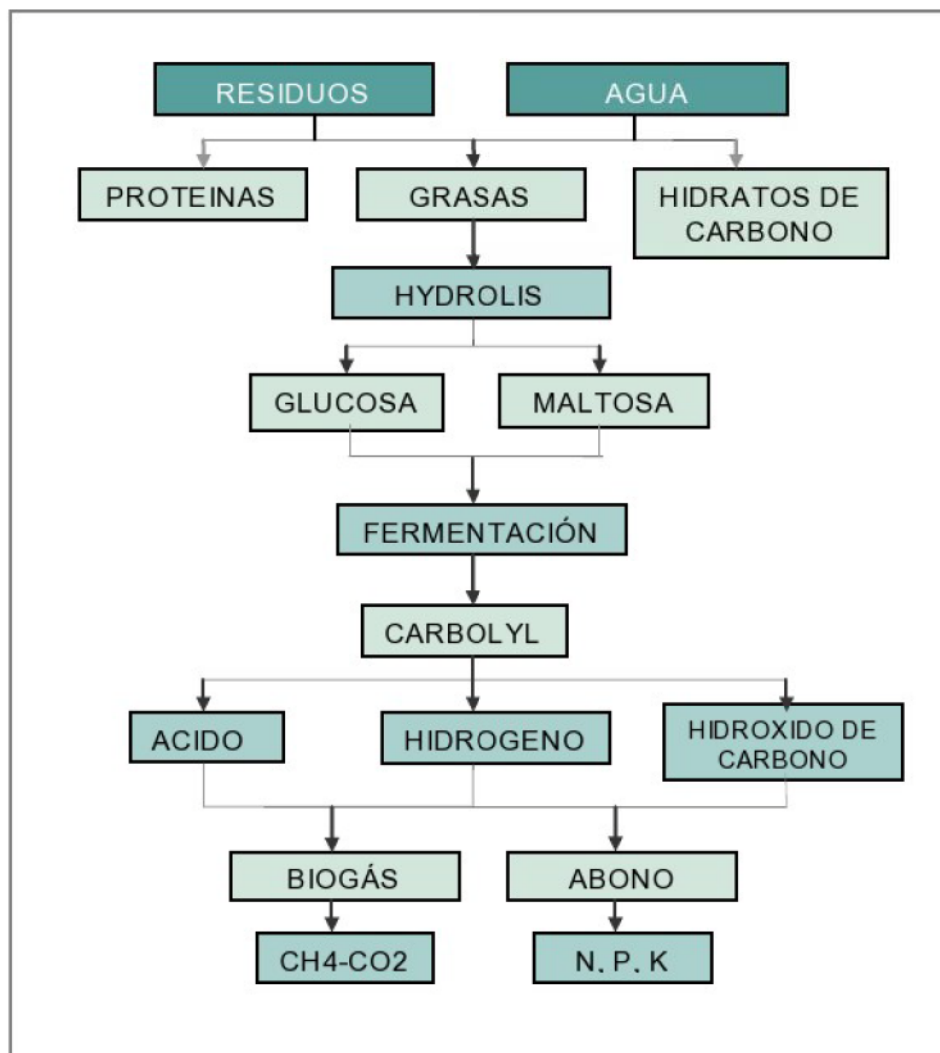 RESIDUOS
AGUA
PROTEINAS
GRASAS
HIDRATOS DE
CARBONO
HYDROLIS
GLUCOSA
MALTOSA
FERMENTACIÓN
CARBOLYL
ACIDO
HIDROGENO
HIDROXIDO DE
CARBONO
BIOGÁS
ABONO
CH4-CO2
N. P. K